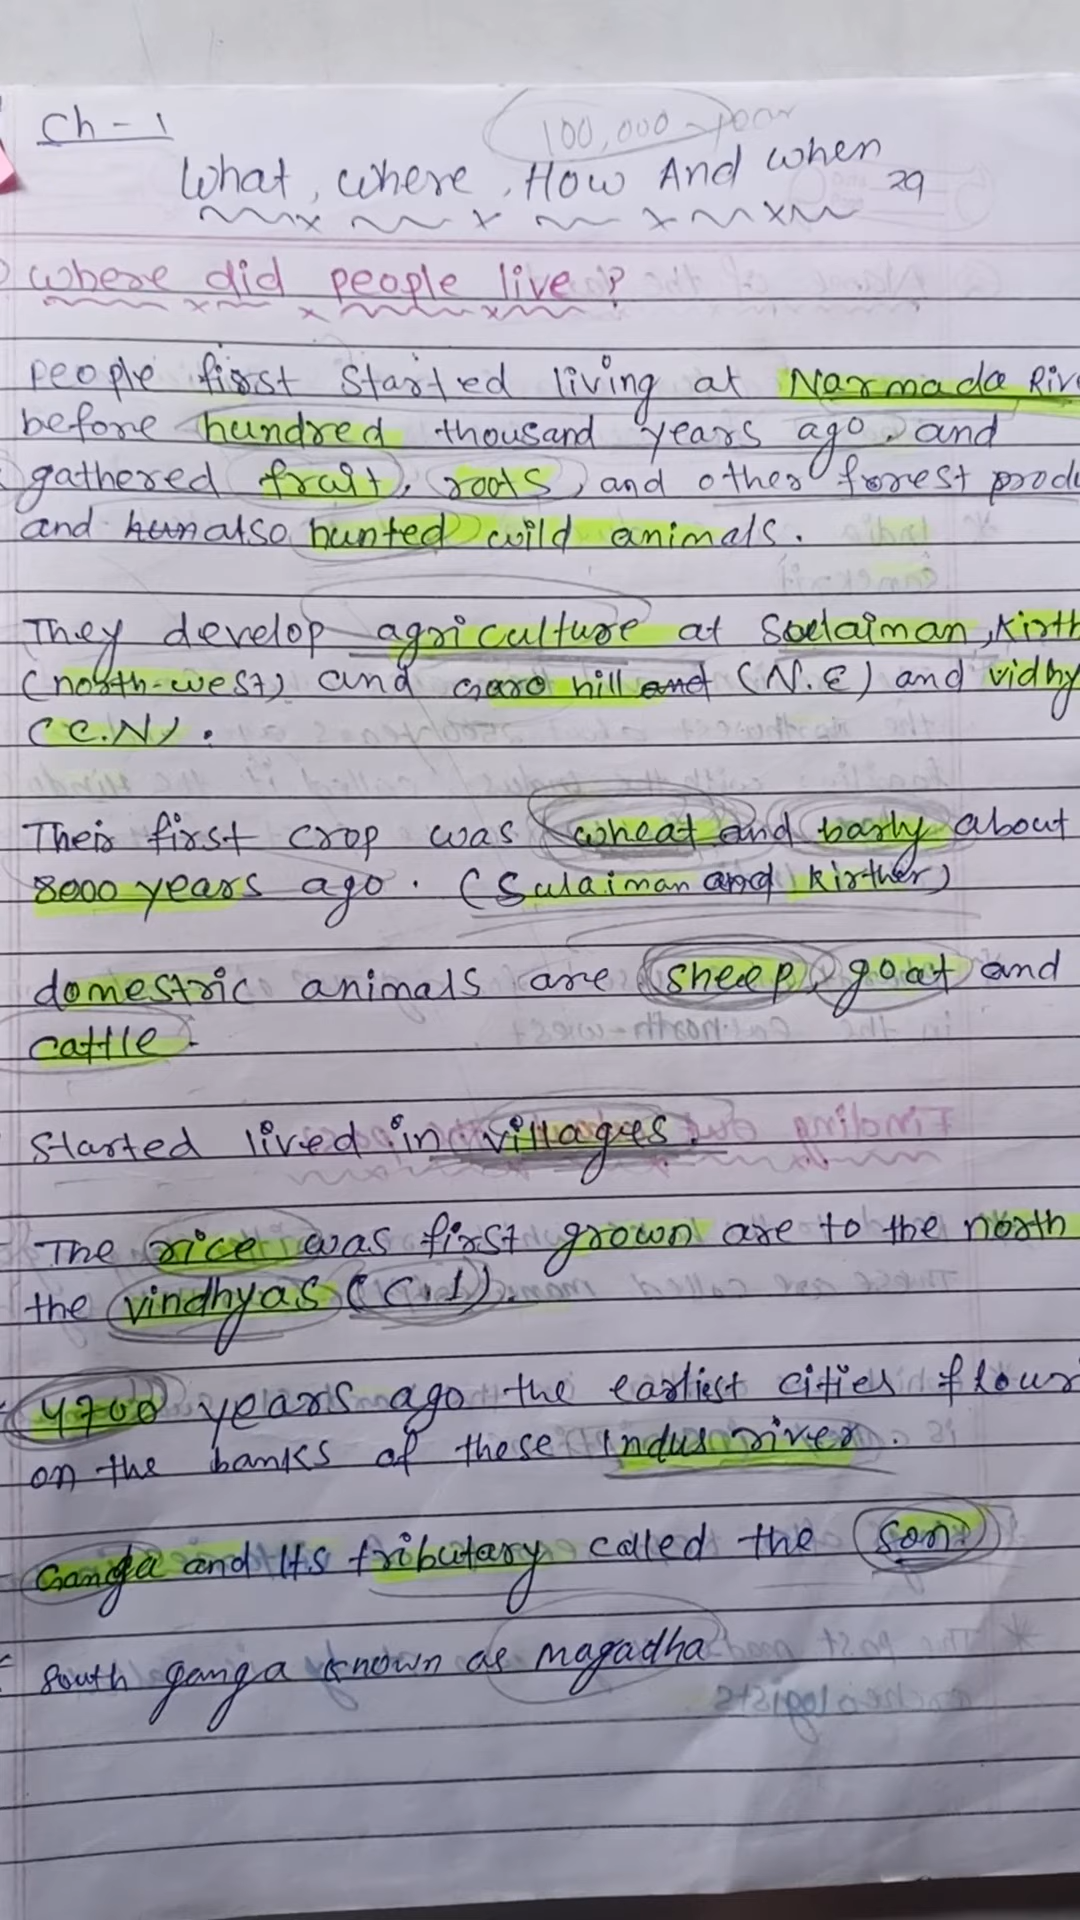 Ch - 1
100,000 year
What, where, How And when
29
where did people live?
People first started living at Narmada Riv
before hundred thousand years ago, and
gathered fruit, roots, and other forest produ
and hun also hunted wild animals.
They develop agriculture at Sulaiman, Kirth
(north-west) and Garo hill and (N.E) and vidhy
(C.N).
Their first crop was wheat and barly about
8000 years ago. (Sulaiman and kirther)
domestric animals are sheep, goat and
cattle.
Started lived in villages.
The rice was first grown are to the north
the vindhyas (C.I).
4700 years ago the earliest cities flour
on the banks of these indus river.
Ganga and Its tributary called the son
South ganga known as magadha